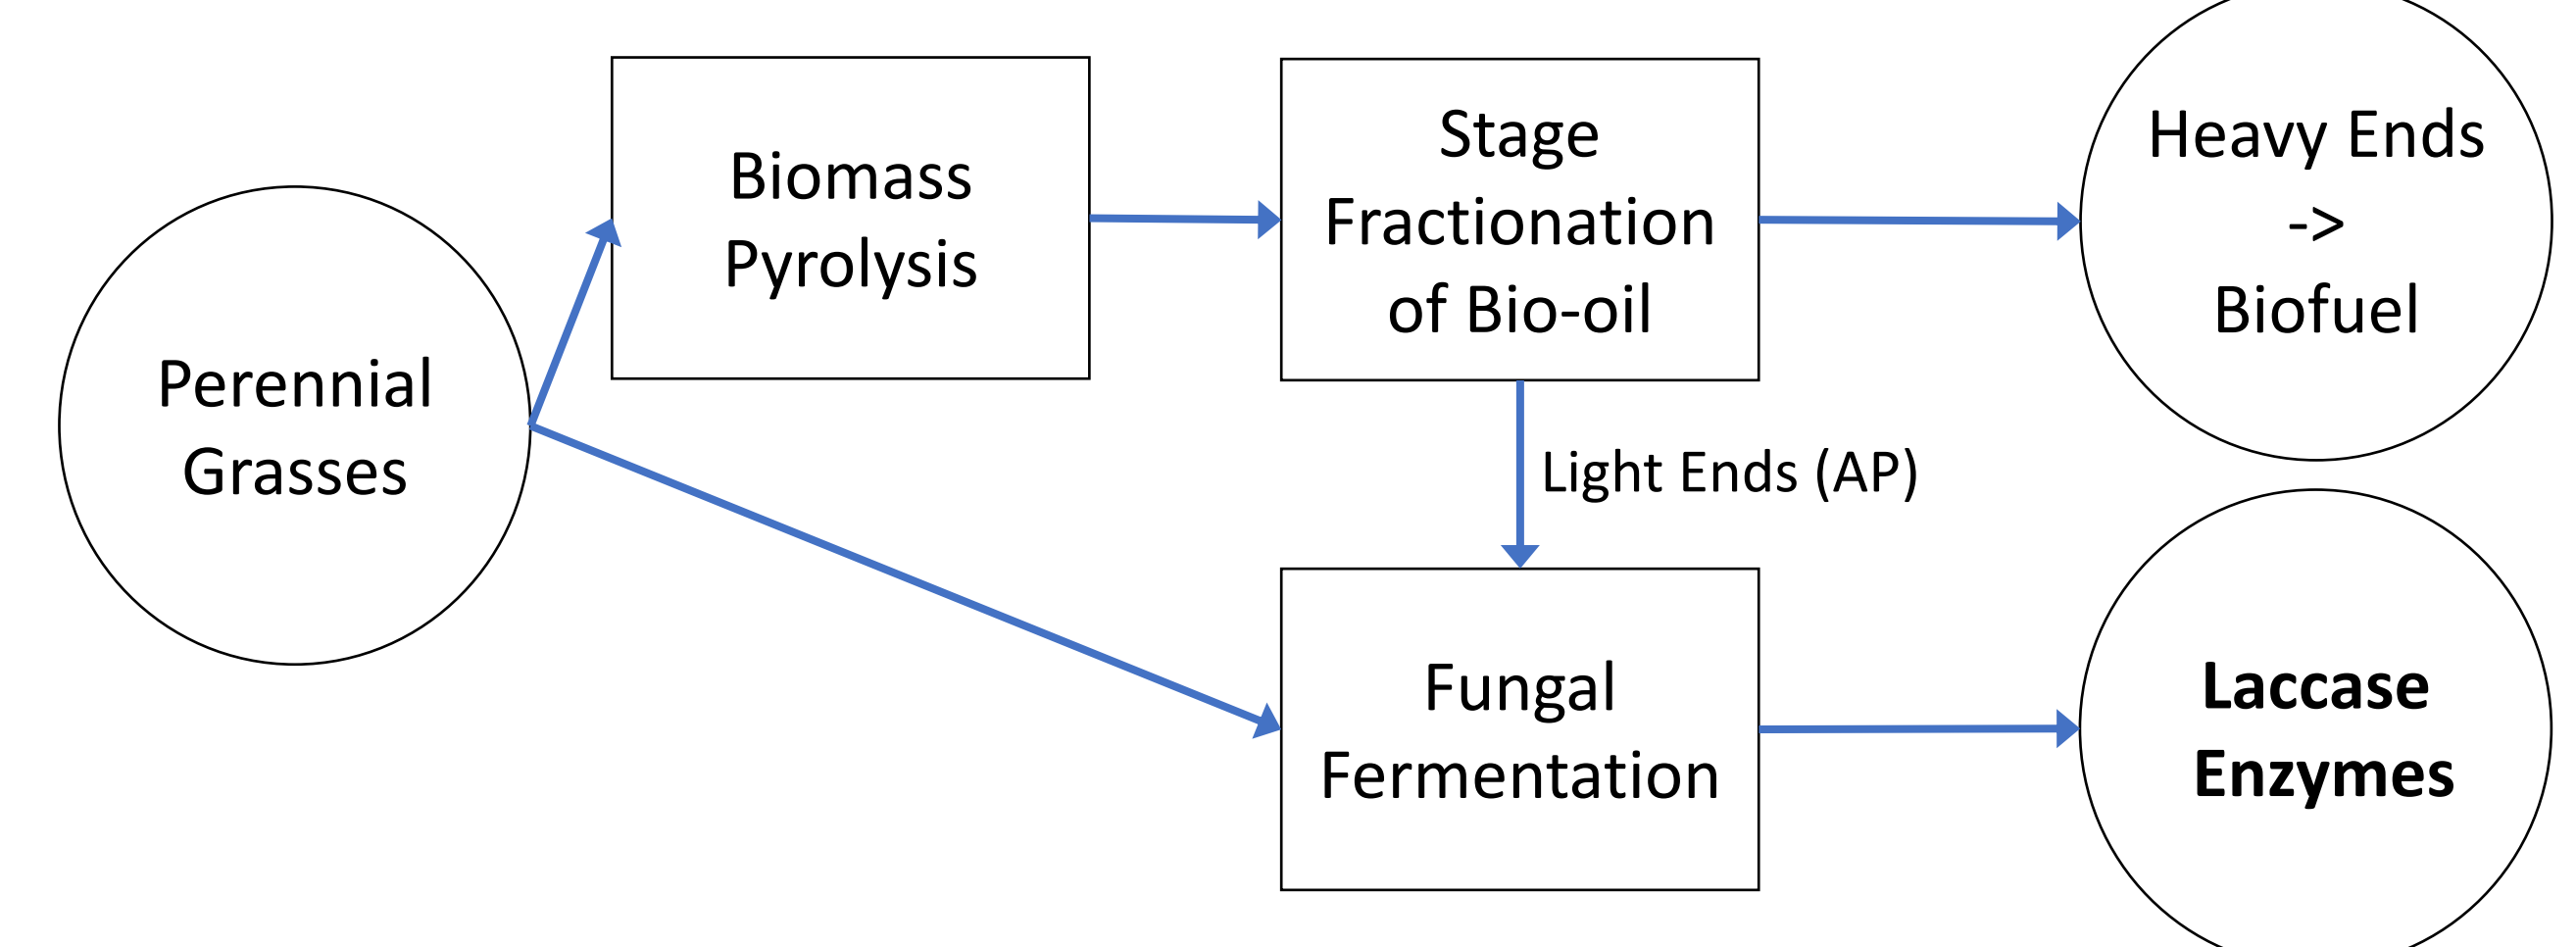 Perennial
Grasses
Biomass
Pyrolysis
Stage
Fractionation
of Bio-oil
Heavy Ends
->
Biofuel
Light Ends (AP)
Fungal
Fermentation
Laccase
Enzymes